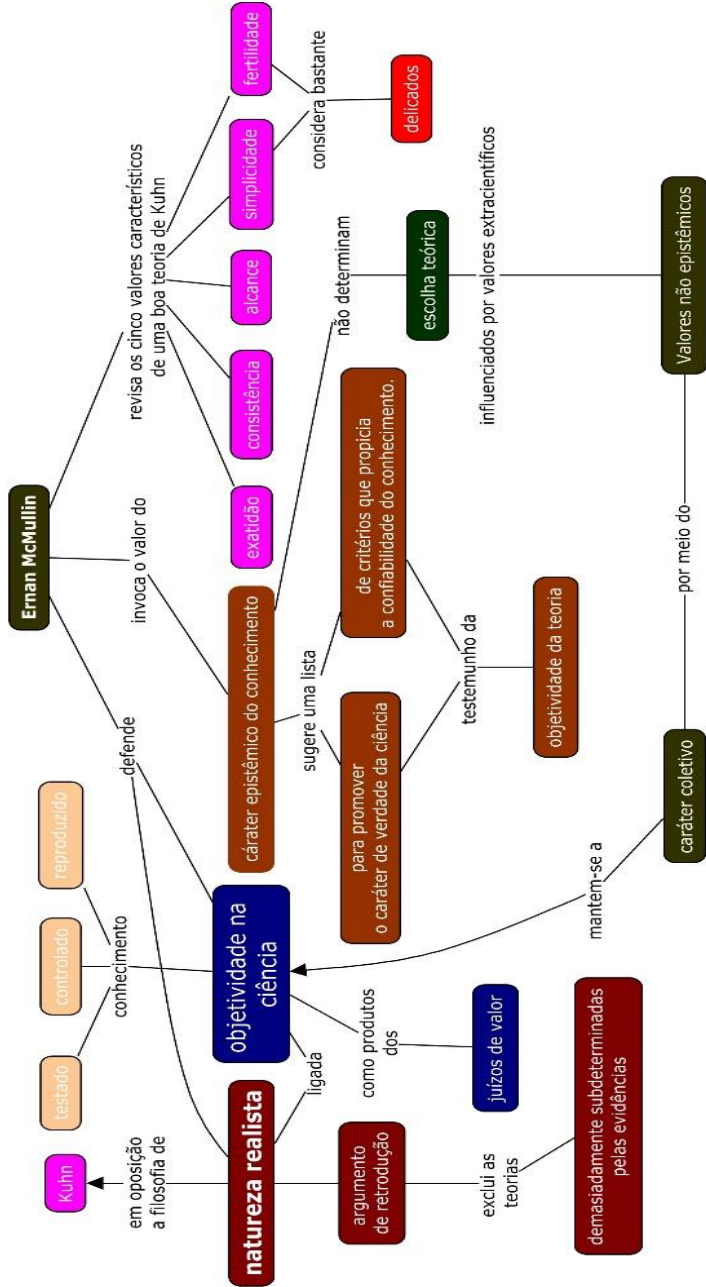 Ernan McMullin
defende
invoca o valor do
revisa os cinco valores característicos
de uma boa teoria de Kuhn
Kuhn
testado
controlado
reproduzido
em oposição
a filosofia de
conhecimento
natureza realista
objetividade na
ciência
cáráter epistêmico do conhecimento
exatidão
consistência
alcance
simplicidade
fertilidade
ligada
como produtos
dos
sugere uma lista
não determinam
considera bastante
argumento
de retrodução
para promover
o caráter de verdade da ciência
de critérios que propicia
a confiabilidade do conhecimento.
escolha teórica
delicados
exclui as
teorias
juízos de valor
testemunho da
influenciados por valores extracientíficos
demasiadamente subdeterminadas
pelas evidências
mantem-se a
objetividade da teoria
caráter coletivo
por meio do
Valores não epistêmicos